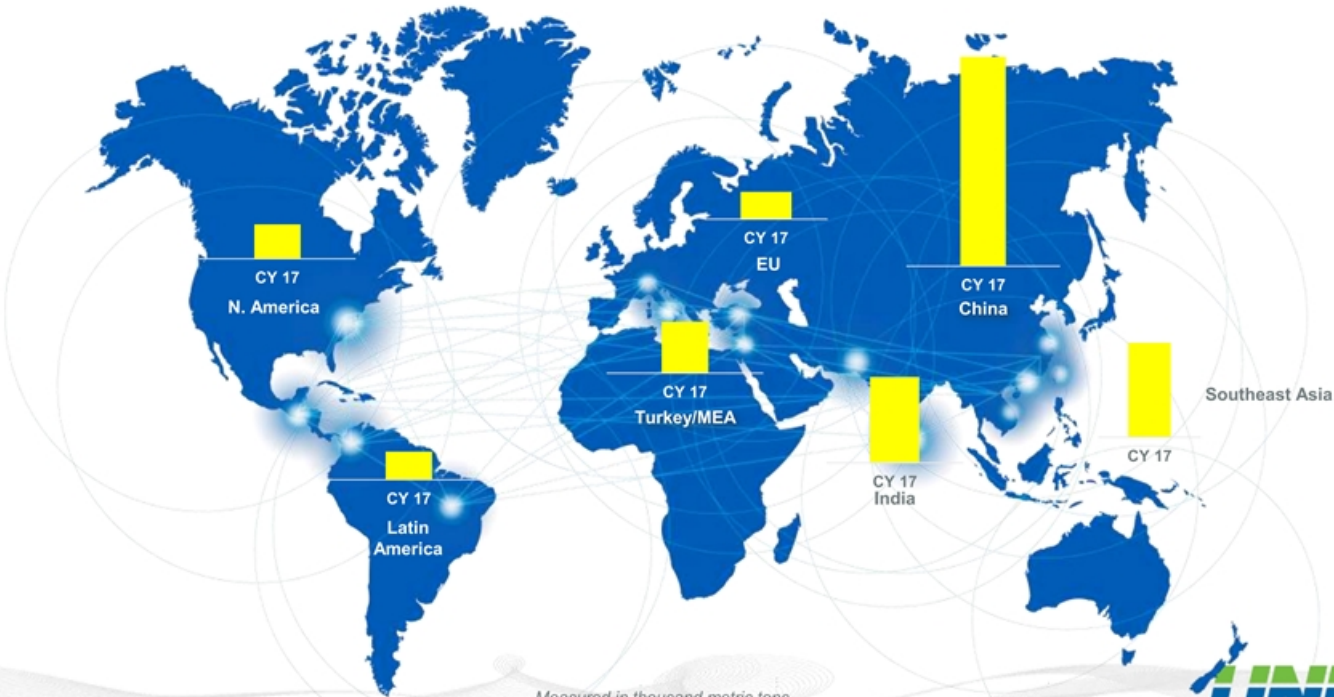 CY 17
N. America
CY 17
EU
CY 17
China
CY 17
Turkey/MEA
Southeast Asia
CY 17
CY 17
India
CY 17
Latin
America
Measured in thousand metric tons